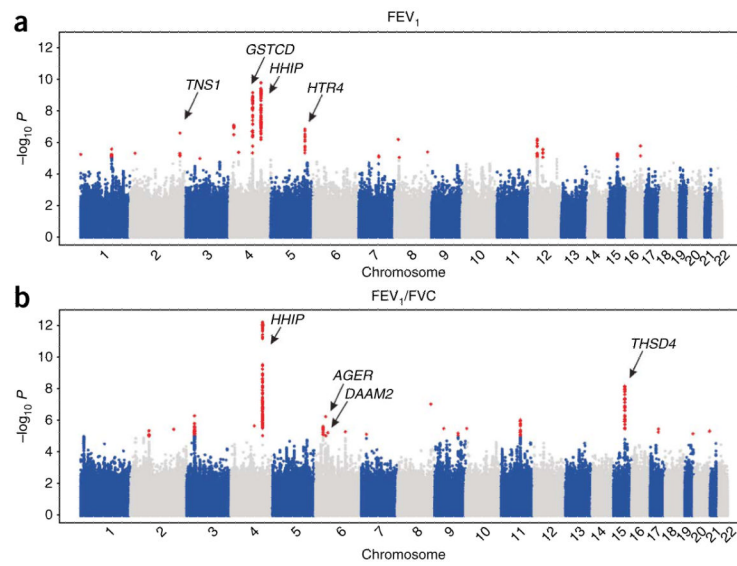 a
FEV1
GSTCD
HHIP
TNS1
HTR4
12
10
8
6
4
2
0
–log10 P
1 2 3 4 5 6 7 8 9 10 11 12 13 14 15 16 17 18 19 20 21 22
Chromosome
b
FEV1/FVC
HHIP
THSD4
AGER
DAAM2
12
10
8
6
4
2
0
–log10 P
1 2 3 4 5 6 7 8 9 10 11 12 13 14 15 16 17 18 19 20 21 22
Chromosome